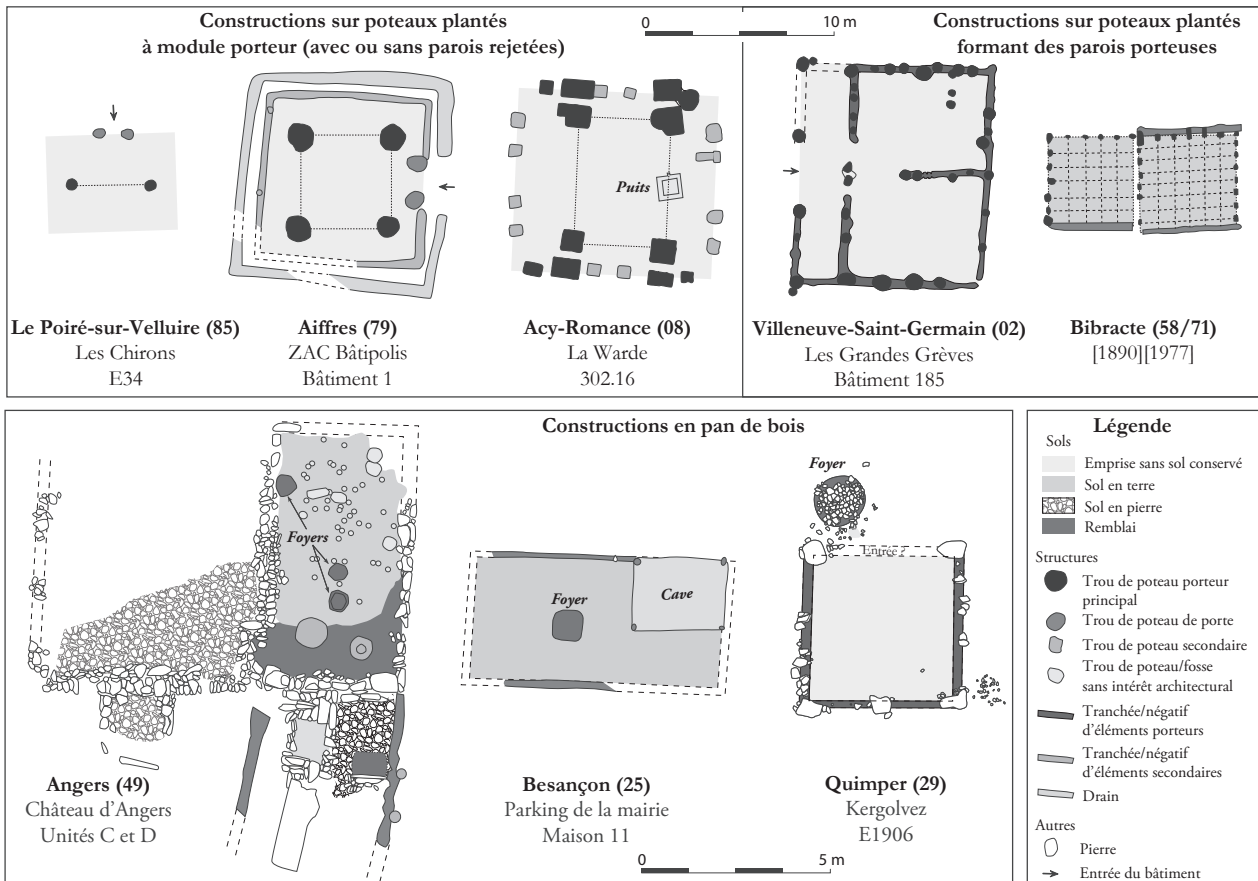 Constructions sur poteaux plantés
à module porteur (avec ou sans parois rejetées)
0 10 m
Constructions sur poteaux plantés
formant des parois porteuses
Puits
Le Poiré-sur-Velluire (85)
Les Chirons
E34
Aiffres (79)
ZAC Bâtipolis
Bâtiment 1
Acy-Romance (08)
La Warde
302.16
Villeneuve-Saint-Germain (02)
Les Grandes Grèves
Bâtiment 185
Bibracte (58/71)
[1890][1977]
Constructions en pan de bois
Foyers
Foyer
Cave
Foyer
Entrée ?
Angers (49)
Château d'Angers
Unités C et D
Besançon (25)
Parking de la mairie
Maison 11
Quimper (29)
Kergolvez
E1906
0 5 m
Légende
Sols
Emprise sans sol conservé
Sol en terre
Sol en pierre
Remblai
Structures
Trou de poteau porteur
principal
Trou de poteau de porte
Trou de poteau secondaire
Trou de poteau/fosse
sans intérêt architectural
Tranchée/négatif
d'éléments porteurs
Tranchée/négatif
d'éléments secondaires
Drain
Autres
Pierre
Entrée du bâtiment